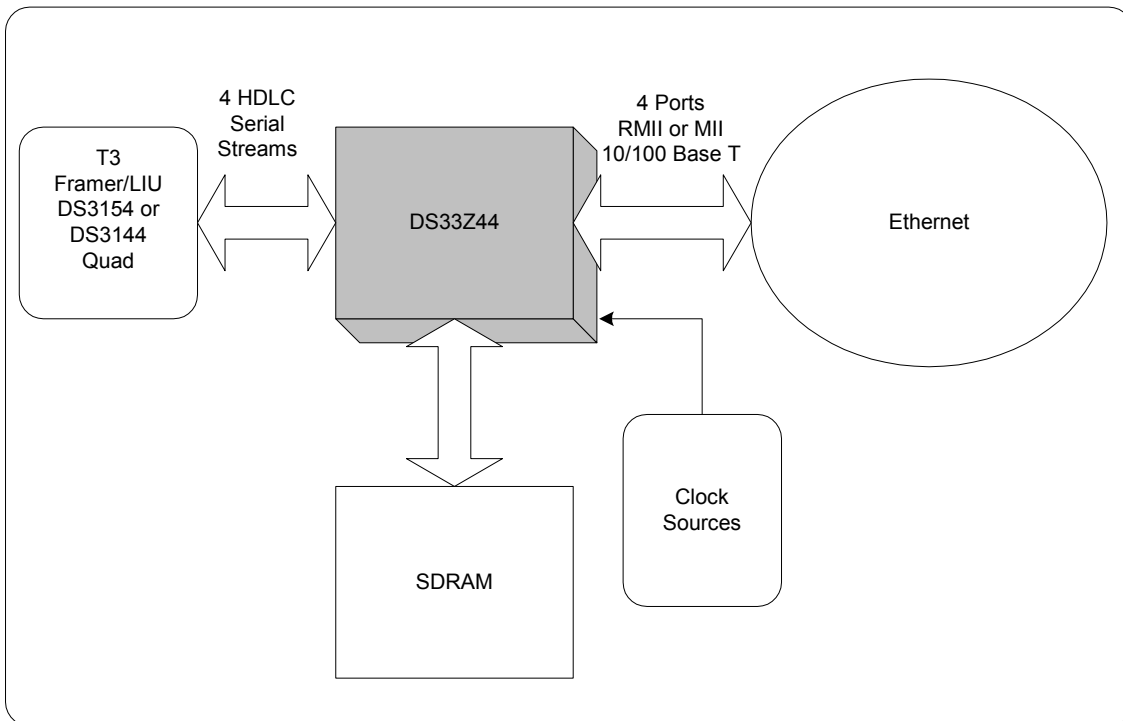 4 HDLC
Serial
Streams
4 Ports
RMII or MII
10/100 Base T
T3
Framer/LIU
DS3154 or
DS3144
Quad
DS33Z44
Ethernet
Clock
Sources
SDRAM